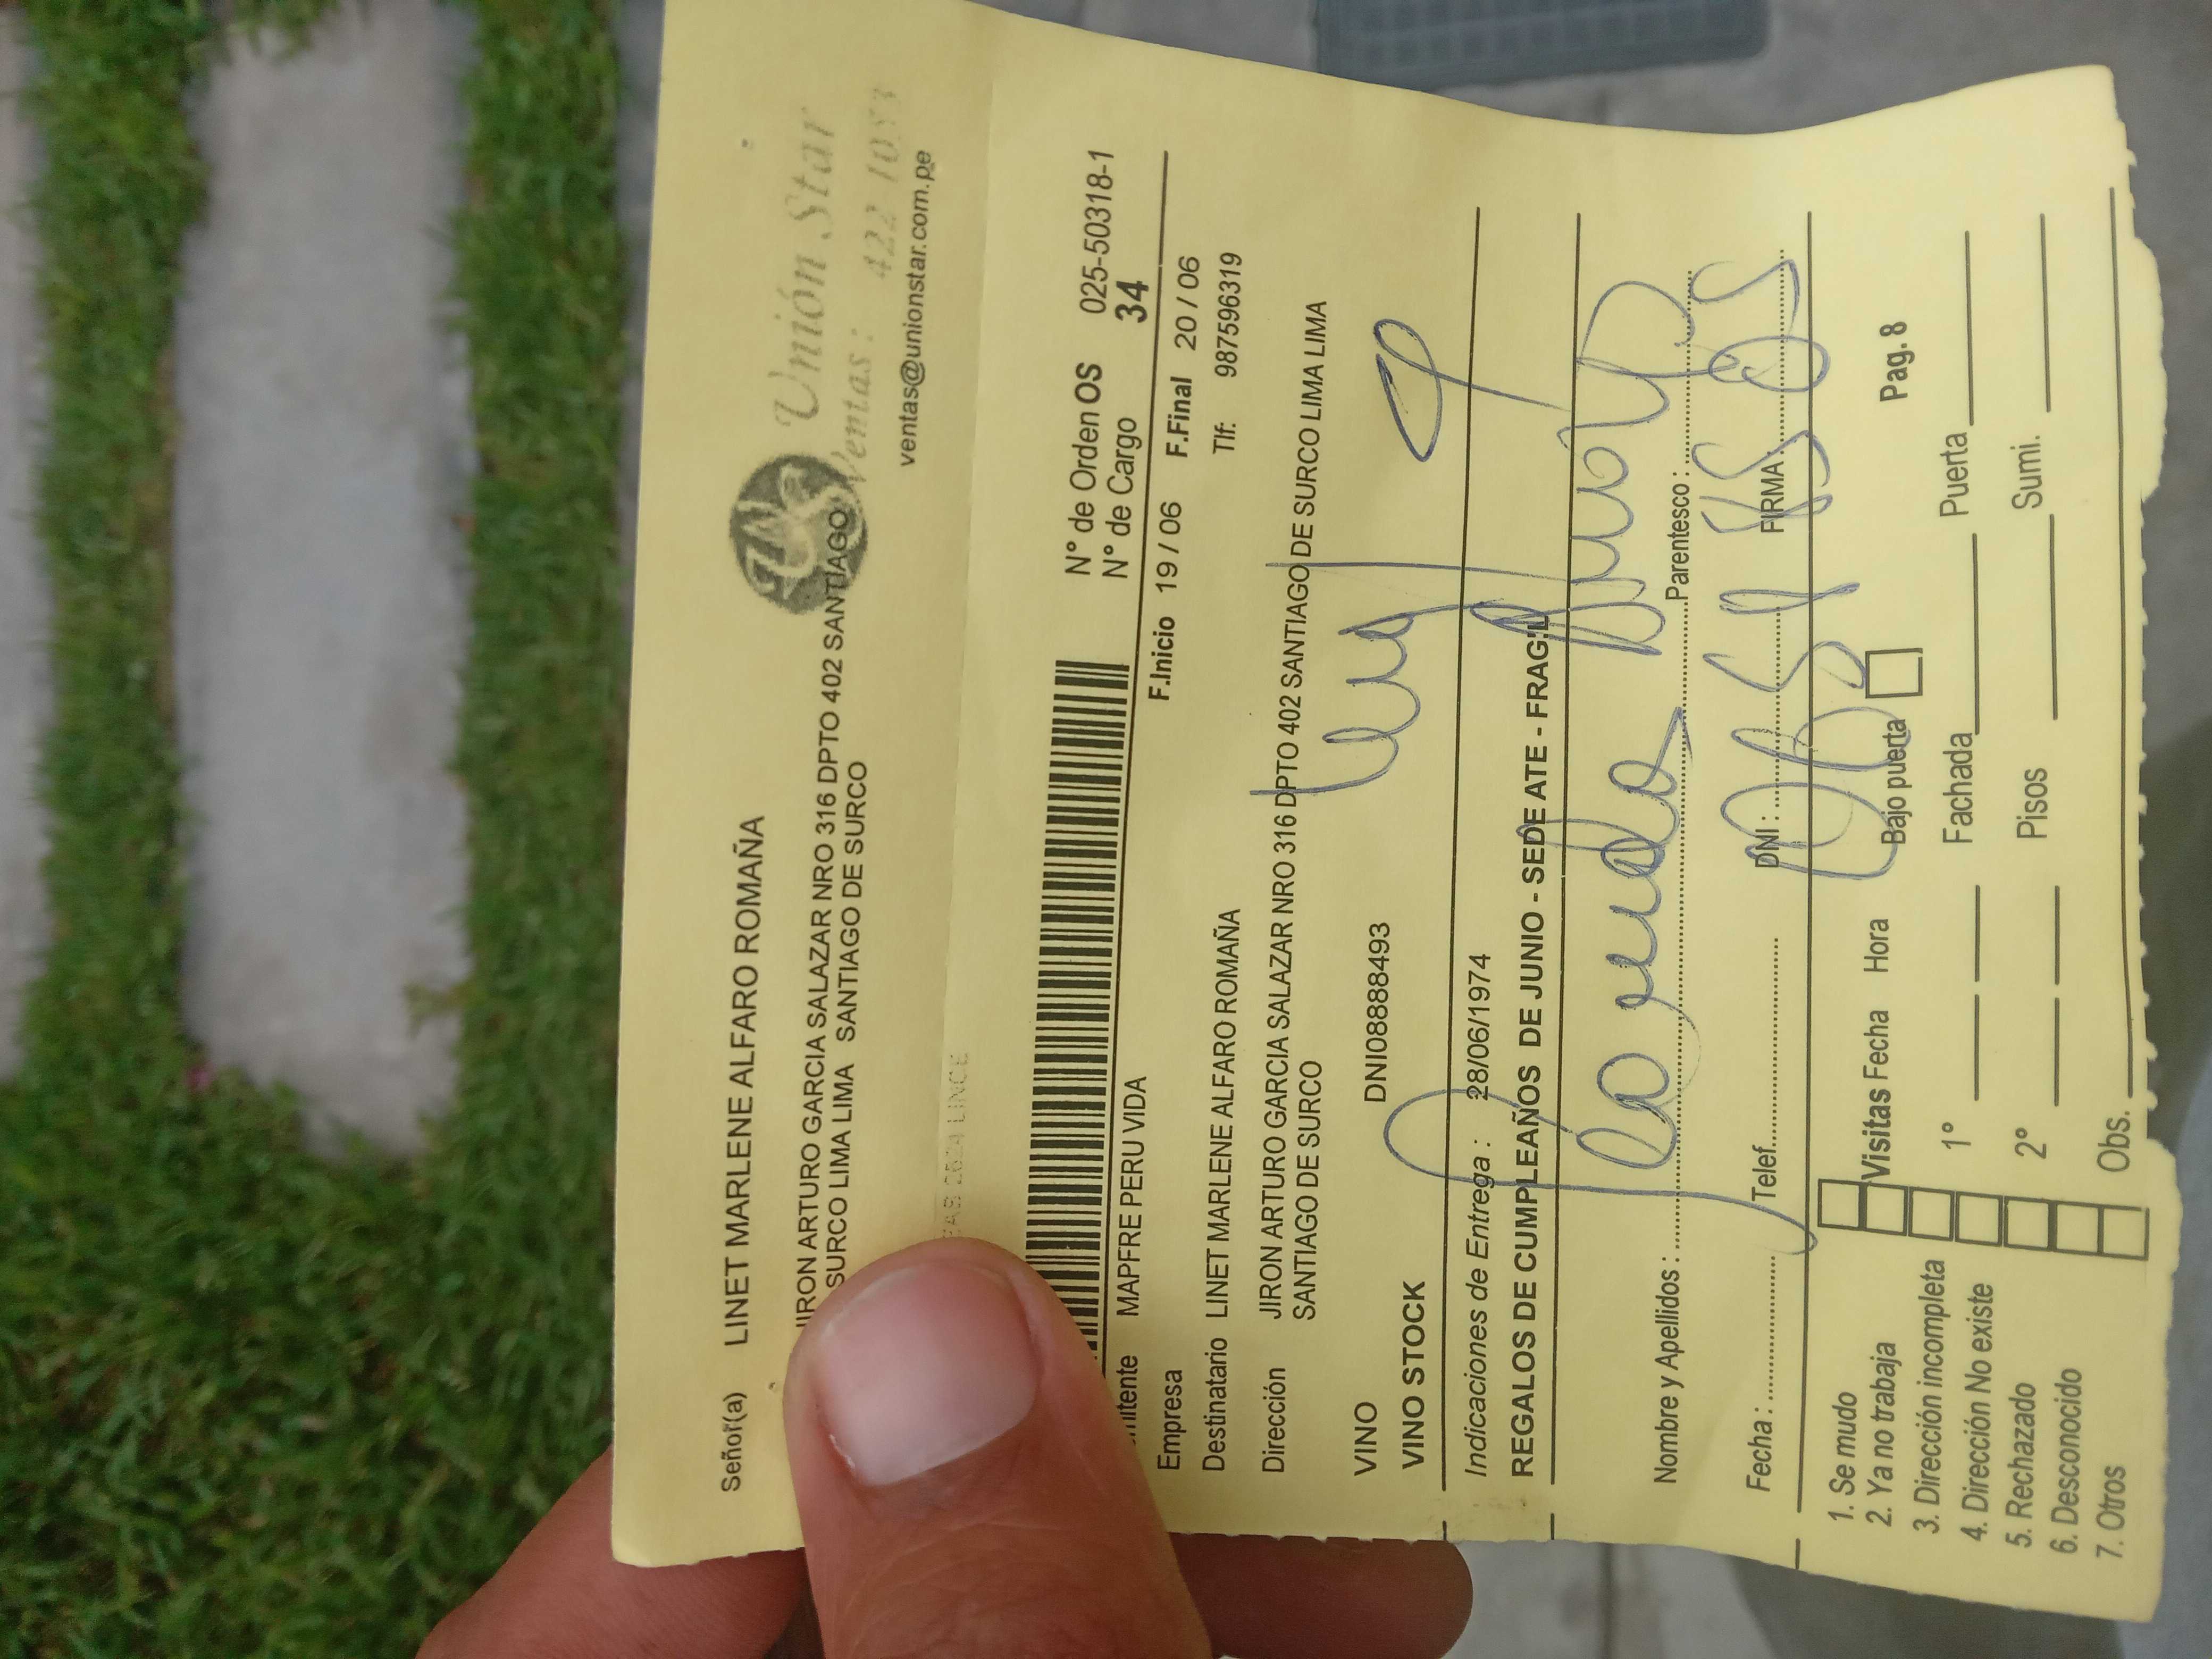 Señor(a) LINET MARLENE ALFARO ROMAÑA
JIRON ARTURO GARCIA SALAZAR NRO 316 DPTO 402 SANTIAGO
SURCO LIMA LIMA SANTIAGO DE SURCO
Unión Star
Ventas: 422 1053
ventas@unionstar.com.pe
2624 LINCE
N° de Orden OS 025-50318-1
N° de Cargo 34
MAPFRE PERU VIDA
F.Inicio 19 / 06 F.Final 20 / 06
Empresa
Destinatario LINET MARLENE ALFARO ROMAÑA Tlf: 987596319
Dirección JIRON ARTURO GARCIA SALAZAR NRO 316 DPTO 402 SANTIAGO DE SURCO LIMA LIMA
SANTIAGO DE SURCO
VINO DNI08888493
VINO STOCK
Indicaciones de Entrega : 28/06/1974
REGALOS DE CUMPLEAÑOS DE JUNIO - SEDE ATE - FRAGIL
Nombre y Apellidos : Parentesco :
Fecha : Telef. DNI : FIRMA
1. Se mudo
2. Ya no trabaja Visitas Fecha Hora Bajo puerta Pag. 8
3. Dirección incompleta
4. Dirección No existe 1° Fachada Puerta
5. Rechazado
6. Desconocido 2° Pisos Sumi.
7. Otros Obs.